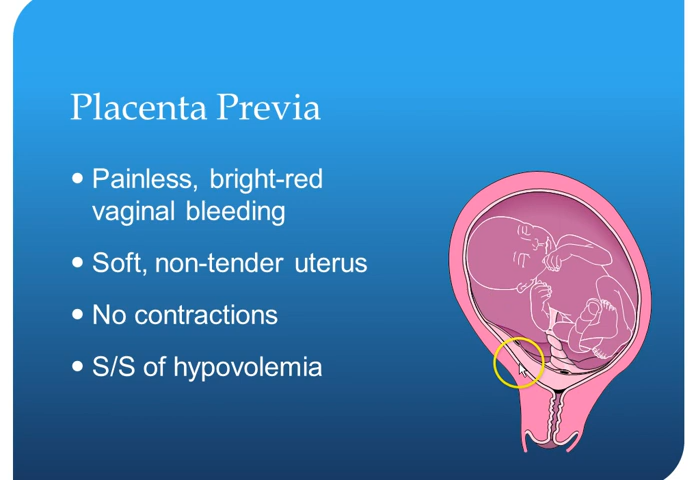 Placenta Previa
• Painless, bright-red
vaginal bleeding
• Soft, non-tender uterus
• No contractions
• S/S of hypovolemia